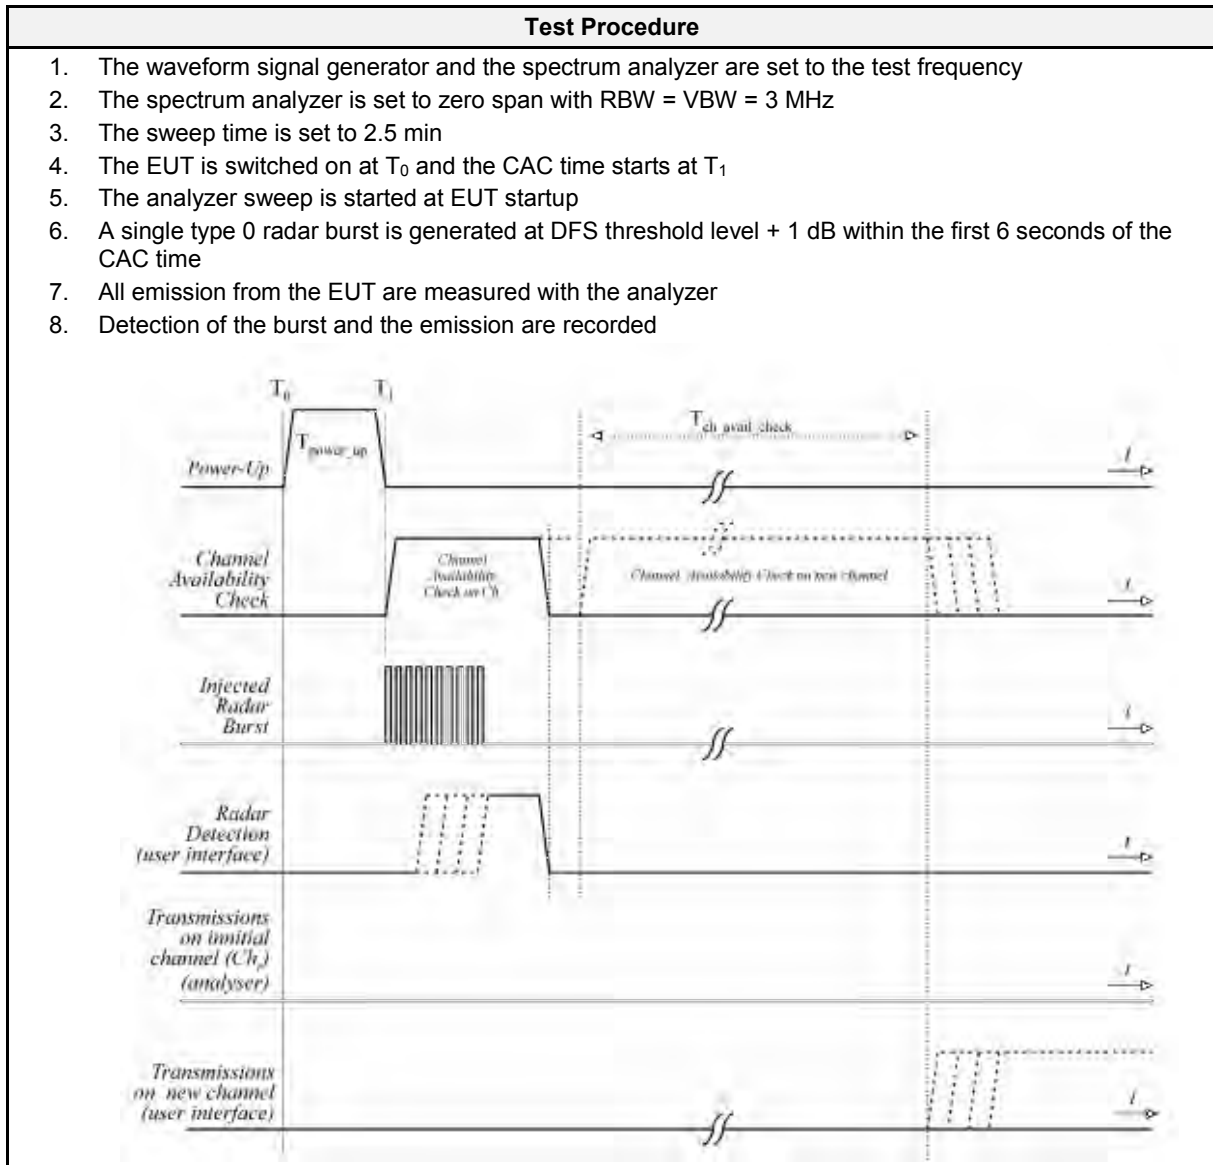 Test Procedure
1. The waveform signal generator and the spectrum analyzer are set to the test frequency
2. The spectrum analyzer is set to zero span with RBW = VBW = 3 MHz
3. The sweep time is set to 2.5 min
4. The EUT is switched on at T0 and the CAC time starts at T1
5. The analyzer sweep is started at EUT startup
6. A single type 0 radar burst is generated at DFS threshold level + 1 dB within the first 6 seconds of the
CAC time
7. All emission from the EUT are measured with the analyzer
8. Detection of the burst and the emission are recorded
T0 T1
Tch_avail_check
Tpower_up
Power-Up
t
Channel
Availability
Check
Channel
Availability
Check on Ch
Channel Availability Check on new channel
t
Injected
Radar
Burst
t
Radar
Detection
(user interface)
t
Transmissions
on innitial
channel (Chr)
(analyser)
t
Transmissions
on new channel
(user interface)
t